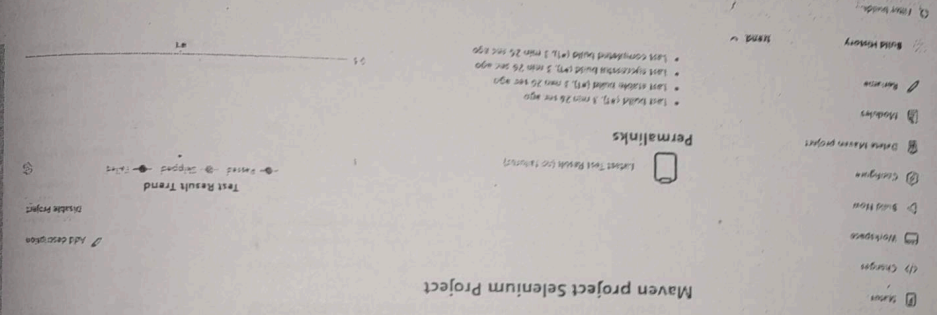 Status
Changes
Workspace
Build Now
Configure
Delete Maven project
Modules
Rename
Build History
trend
Filter builds...
Maven project Selenium Project
Add description
Disable Project
Latest Test Result (no failures)
Test Result Trend
Passed Skipped Failed
Permalinks
Last build (#1), 3 min 26 sec ago
Last stable build (#1), 3 min 26 sec ago
Last successful build (#1), 3 min 26 sec ago
Last completed build (#1), 3 min 26 sec ago
#1